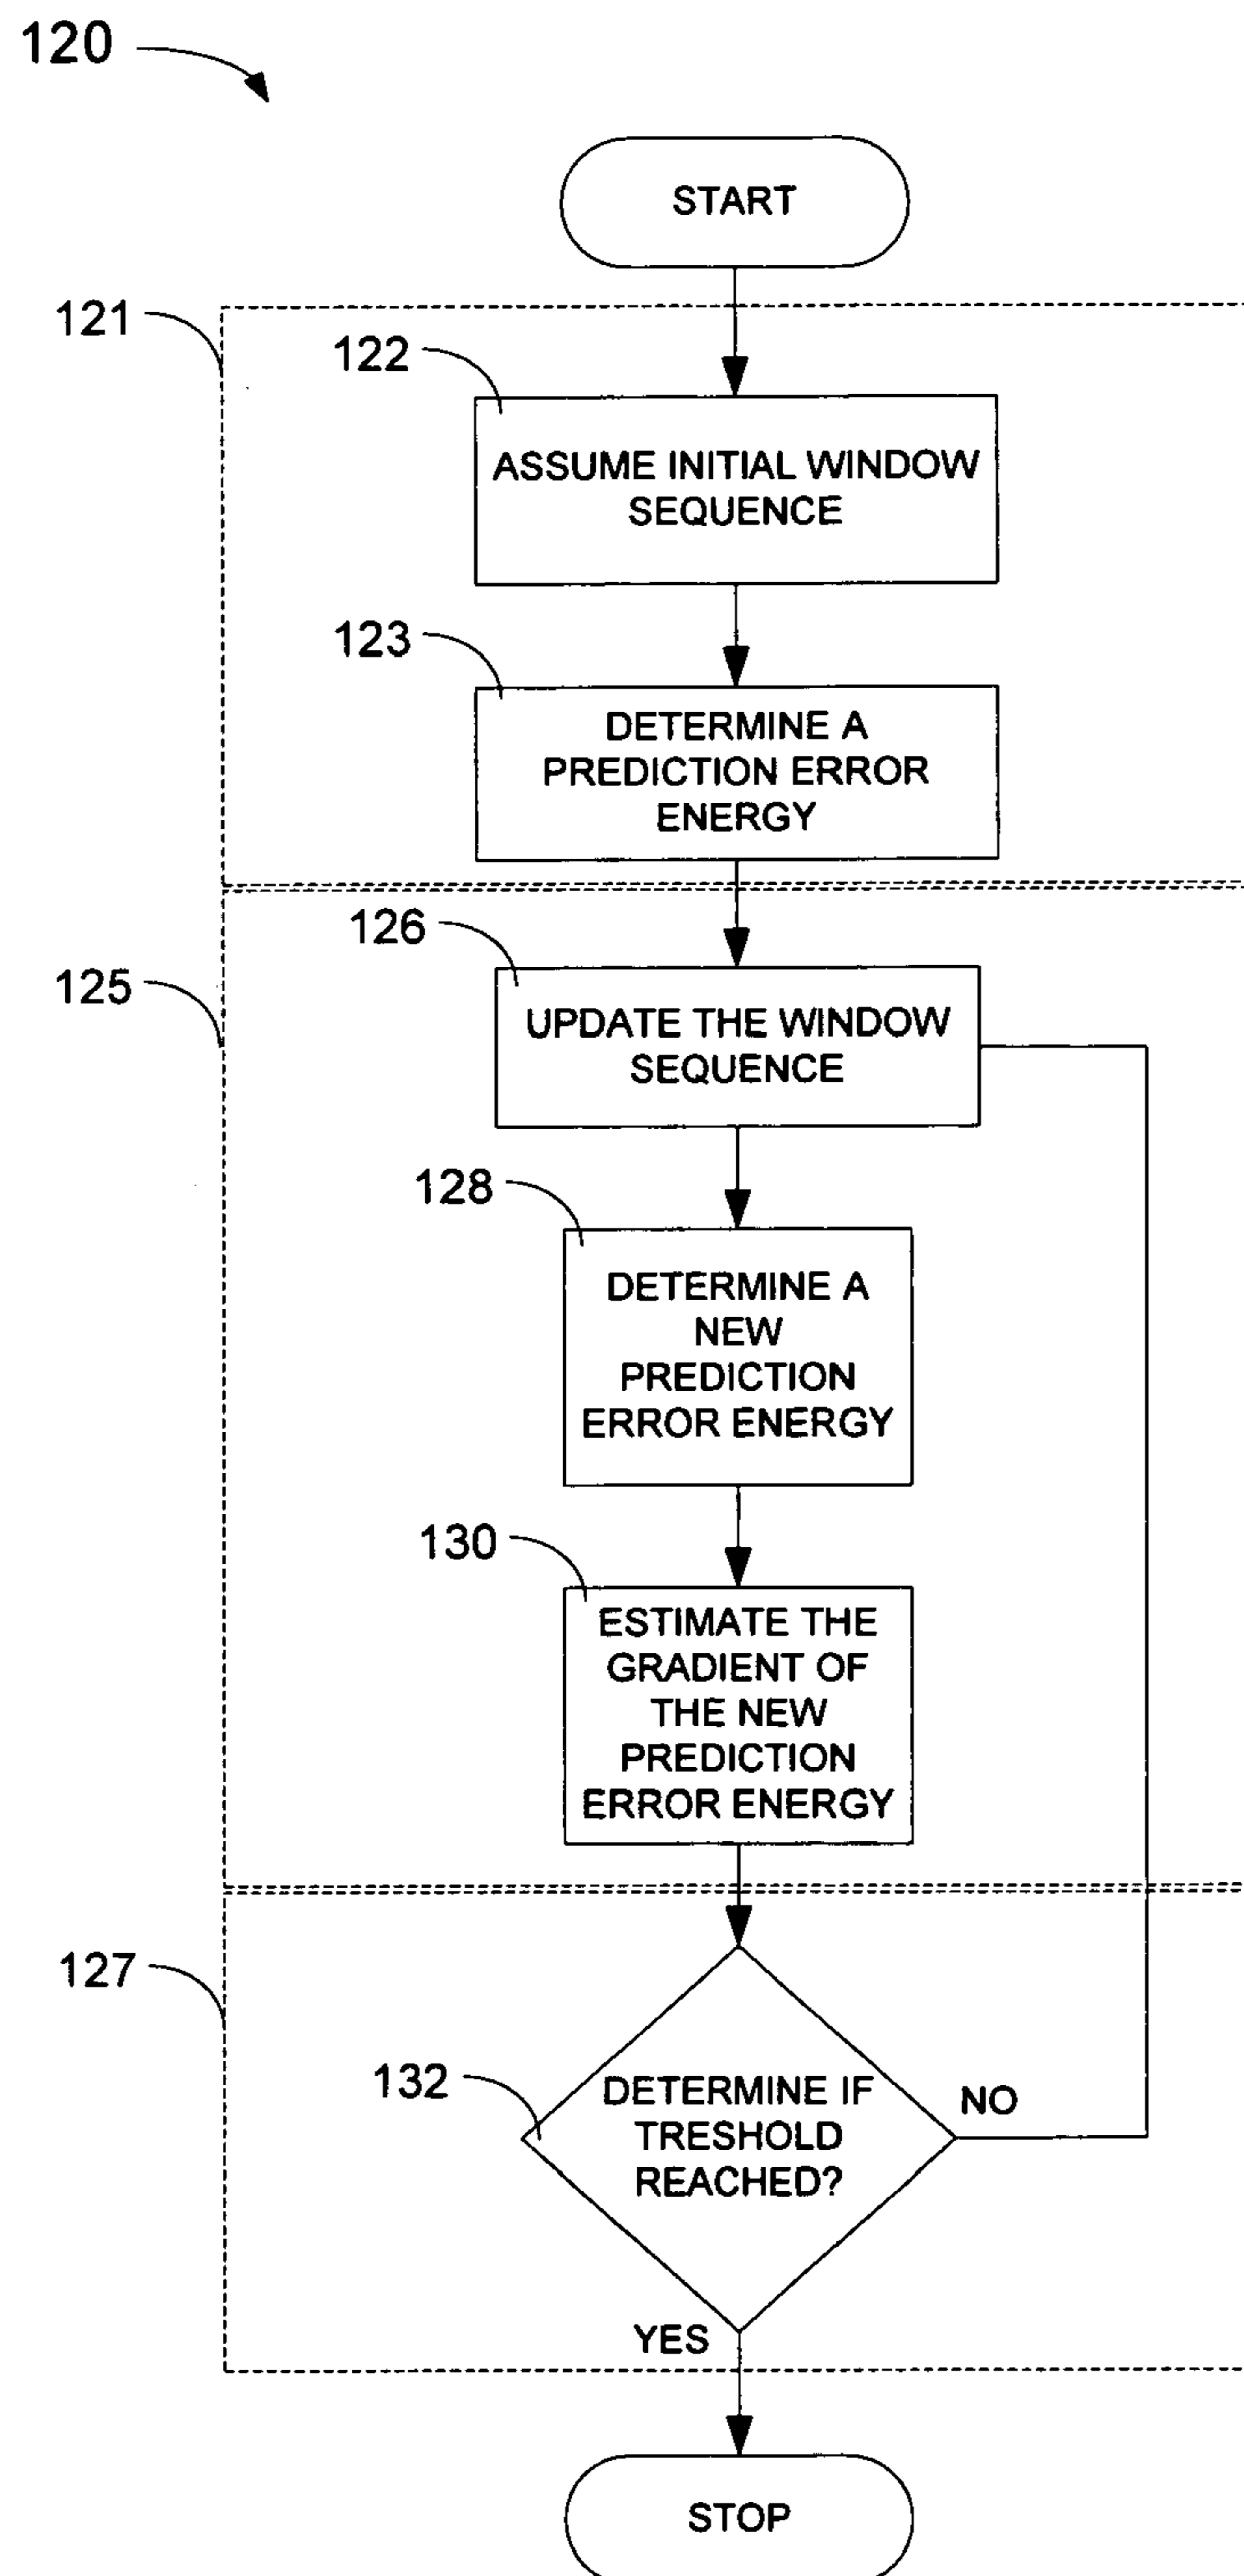 120
START
121
122
ASSUME INITIAL WINDOW
SEQUENCE
123
DETERMINE A
PREDICTION ERROR
ENERGY
125
126
UPDATE THE WINDOW
SEQUENCE
128
DETERMINE A
NEW
PREDICTION
ERROR ENERGY
130
ESTIMATE THE
GRADIENT OF
THE NEW
PREDICTION
ERROR ENERGY
127
132
DETERMINE IF
TRESHOLD
REACHED?
NO
YES
STOP